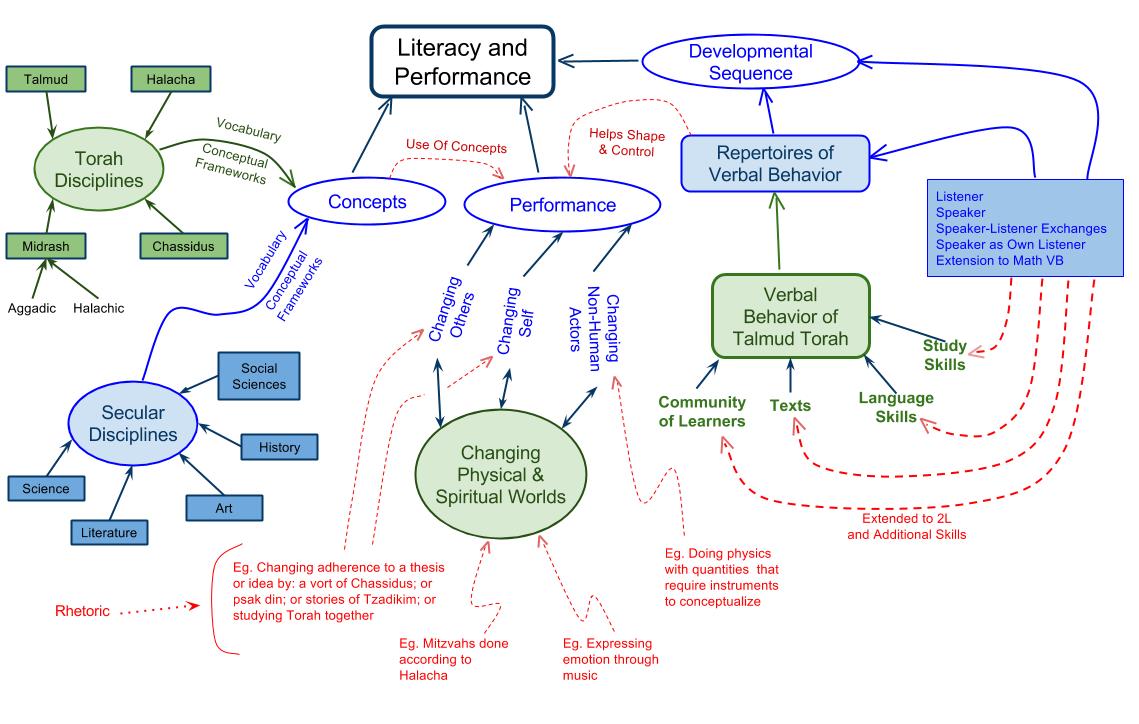 Literacy and
Performance
Developmental
Sequence
Talmud
Halacha
Torah
Disciplines
Vocabulary
Conceptual
Frameworks
Use Of Concepts
Helps Shape
& Control
Repertoires of
Verbal Behavior
Concepts
Performance
Listener
Speaker
Speaker-Listener Exchanges
Speaker as Own Listener
Extension to Math VB
Midrash
Chassidus
Aggadic
Halachic
Vocabulary
Conceptual
Frameworks
Changing
Others
Changing
Self
Changing
Non-Human
Actors
Verbal
Behavior of
Talmud Torah
Study
Skills
Community
of Learners
Texts
Language
Skills
Social
Sciences
Secular
Disciplines
History
Science
Art
Literature
Changing
Physical &
Spiritual Worlds
Extended to 2L
and Additional Skills
Rhetoric
Eg. Changing adherence to a thesis
or idea by: a vort of Chassidus; or
psak din; or stories of Tzadikim; or
studying Torah together
Eg. Doing physics
with quantities that
require instruments
to conceptualize
Eg. Mitzvahs done
according to
Halacha
Eg. Expressing
emotion through
music